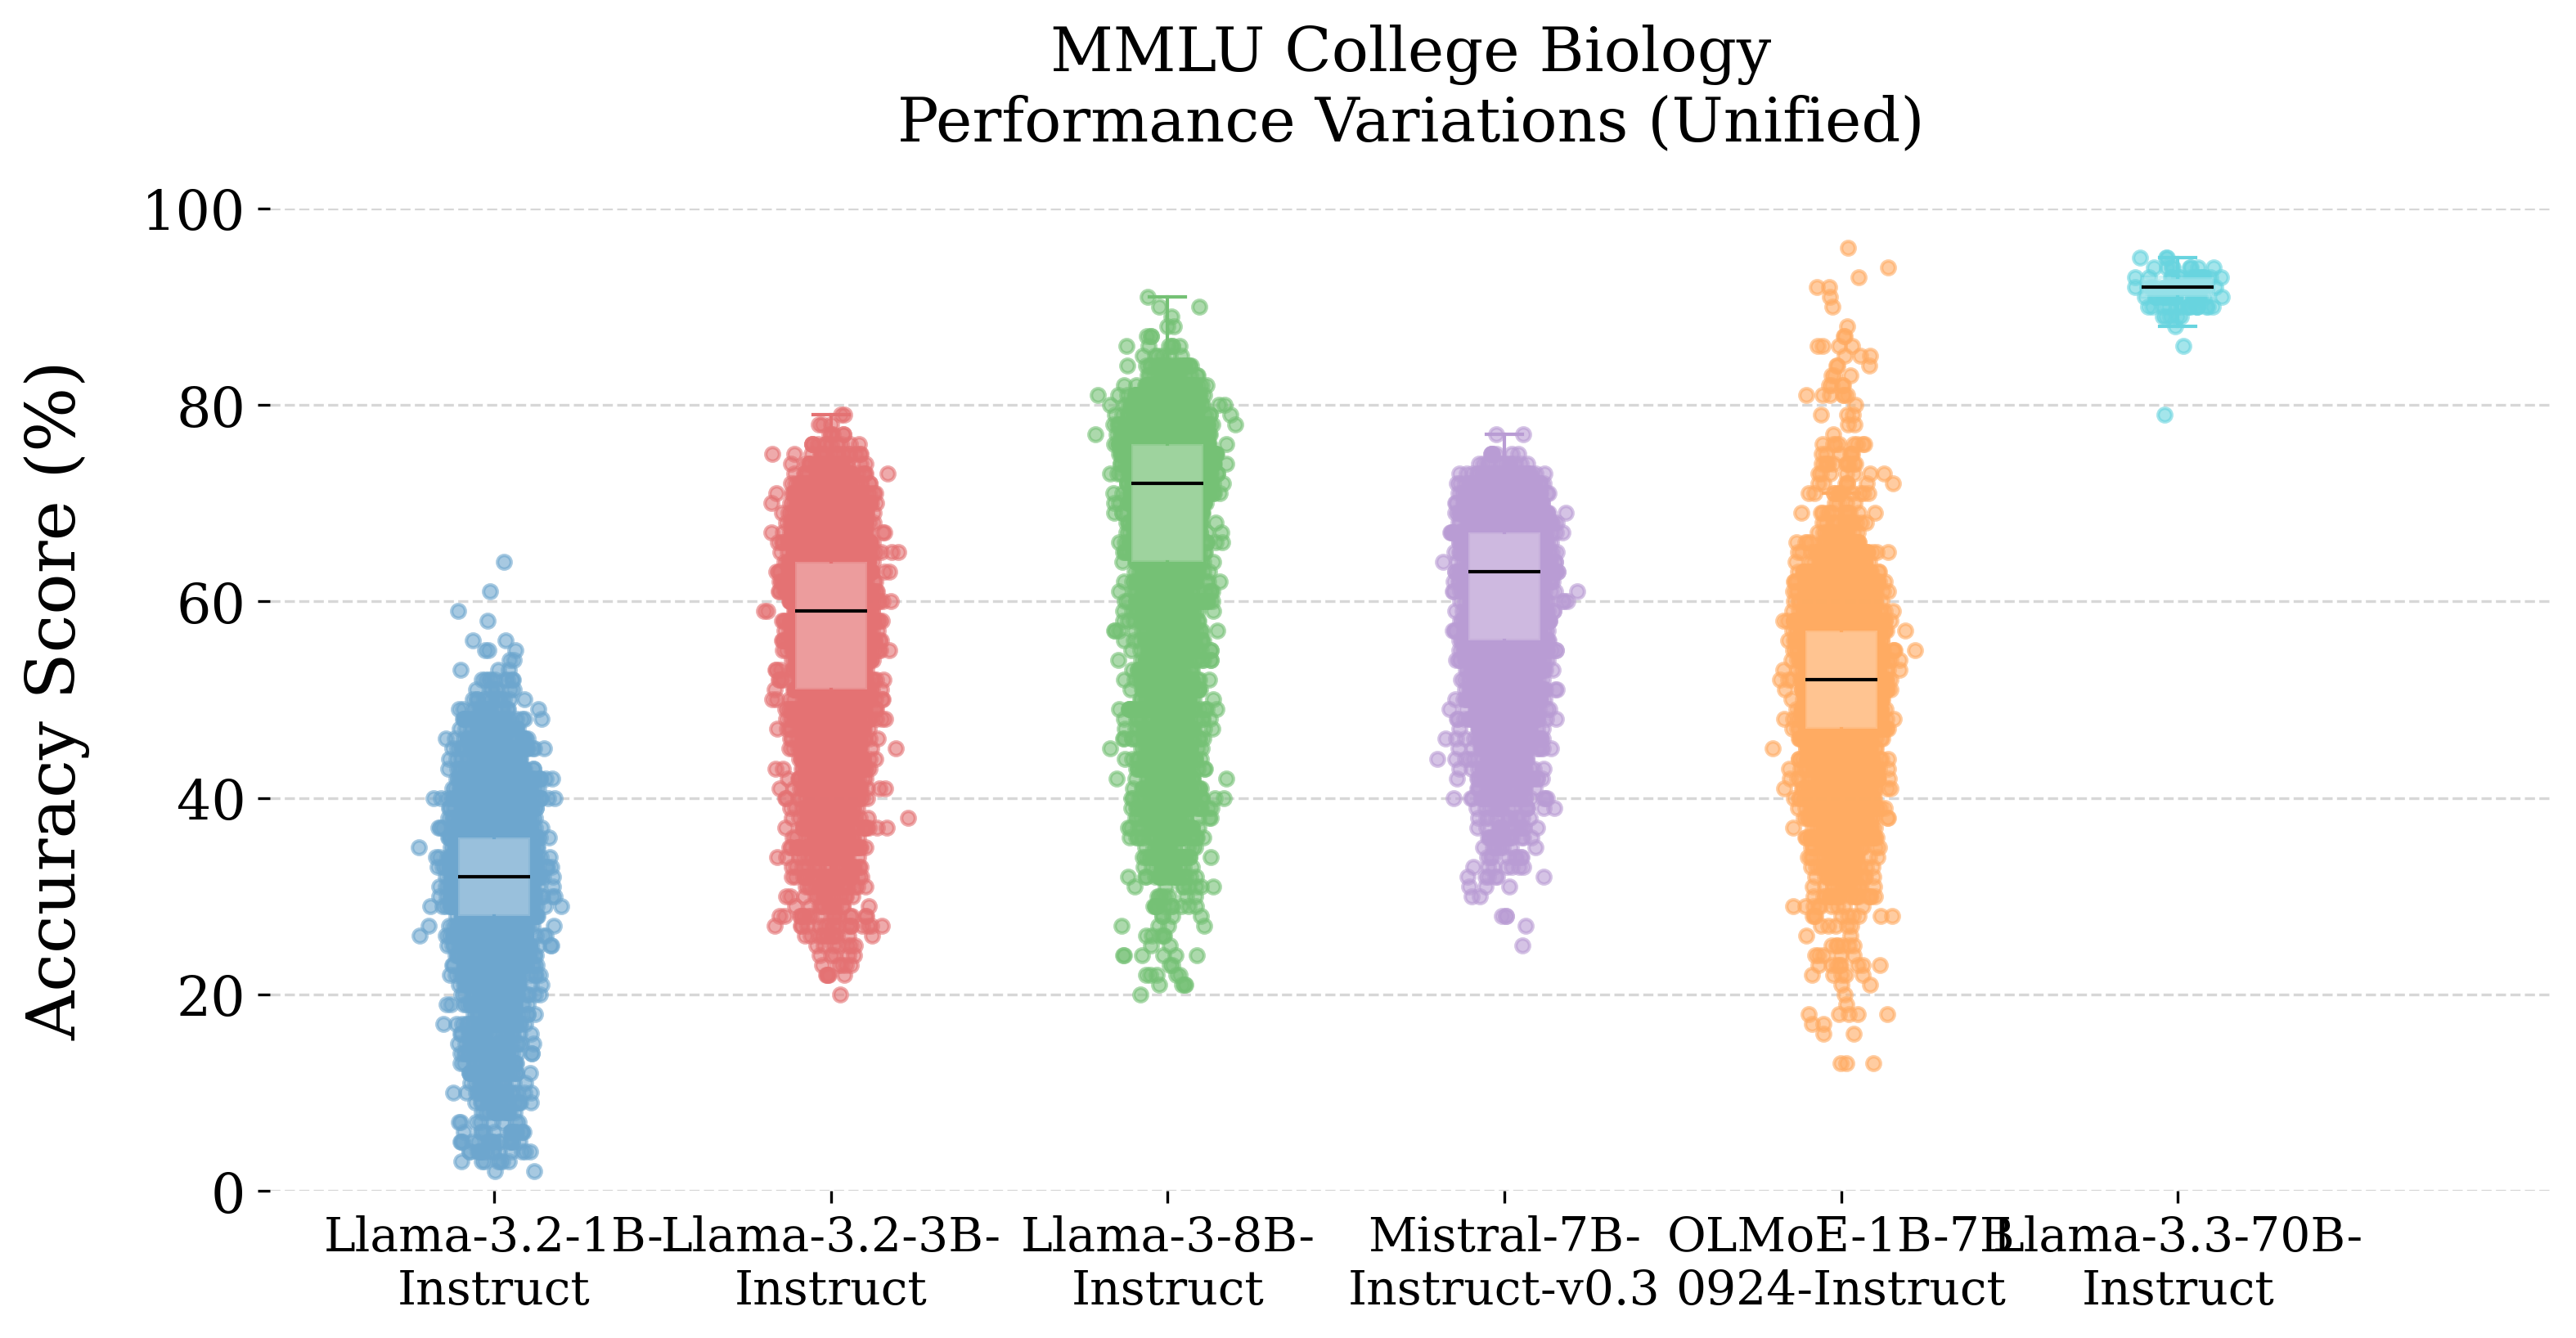 MMLU College Biology
Performance Variations (Unified)
Accuracy Score (%)
100
80
60
40
20
0
Llama-3.2-1B-
Instruct
Llama-3.2-3B-
Instruct
Llama-3-8B-
Instruct
Mistral-7B-
Instruct-v0.3
OLMoE-1B-7B
0924-Instruct
Llama-3.3-70B-
Instruct